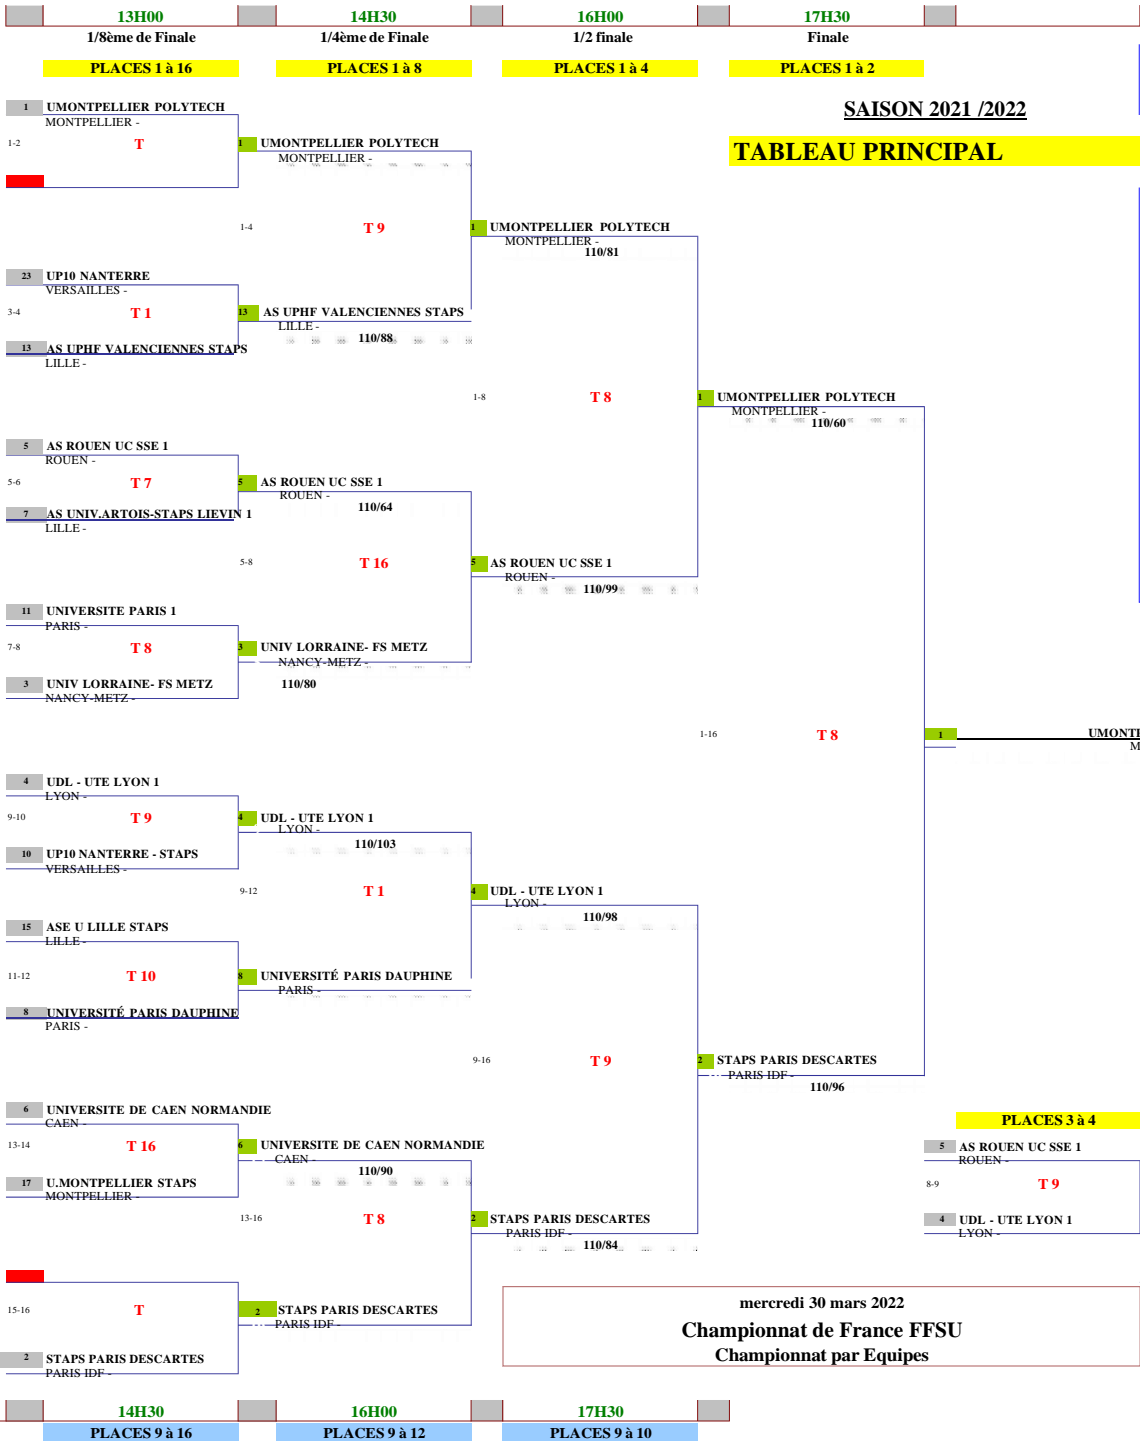 13H00 14H30 16H00 17H30
1/8ème de Finale 1/4ème de Finale 1/2 finale Finale
PLACES 1 à 16 PLACES 1 à 8 PLACES 1 à 4 PLACES 1 à 2
SAISON 2021 /2022
TABLEAU PRINCIPAL
1 UMONTPELLIER POLYTECH
MONTPELLIER -
1-2 T
1 UMONTPELLIER POLYTECH
MONTPELLIER -
1-4 T 9
1 UMONTPELLIER POLYTECH
MONTPELLIER -
110/81
23 UP10 NANTERRE
VERSAILLES -
3-4 T 1
13 AS UPHF VALENCIENNES STAPS
LILLE -
110/88
13 AS UPHF VALENCIENNES STAPS
LILLE -
1-8 T 8
1 UMONTPELLIER POLYTECH
MONTPELLIER -
110/60
5 AS ROUEN UC SSE 1
ROUEN -
5-6 T 7
5 AS ROUEN UC SSE 1
ROUEN -
110/64
7 AS UNIV.ARTOIS-STAPS LIEVIN 1
LILLE -
5-8 T 16
5 AS ROUEN UC SSE 1
ROUEN -
110/99
11 UNIVERSITE PARIS 1
PARIS -
7-8 T 8
3 UNIV LORRAINE- FS METZ
NANCY-METZ -
110/80
3 UNIV LORRAINE- FS METZ
NANCY-METZ -
1-16 T 8
1 UMONTP
M
4 UDL - UTE LYON 1
LYON -
9-10 T 9
4 UDL - UTE LYON 1
LYON -
110/103
10 UP10 NANTERRE - STAPS
VERSAILLES -
9-12 T 1
4 UDL - UTE LYON 1
LYON -
110/98
15 ASE U LILLE STAPS
LILLE -
11-12 T 10
8 UNIVERSITÉ PARIS DAUPHINE
PARIS -
8 UNIVERSITÉ PARIS DAUPHINE
PARIS -
9-16 T 9
2 STAPS PARIS DESCARTES
PARIS IDF -
110/96
6 UNIVERSITE DE CAEN NORMANDIE
CAEN -
13-14 T 16
6 UNIVERSITE DE CAEN NORMANDIE
CAEN -
110/90
17 U.MONTPELLIER STAPS
MONTPELLIER -
13-16 T 8
2 STAPS PARIS DESCARTES
PARIS IDF -
110/84
PLACES 3 à 4
5 AS ROUEN UC SSE 1
ROUEN -
8-9 T 9
4 UDL - UTE LYON 1
LYON -
15-16 T
2 STAPS PARIS DESCARTES
PARIS IDF -
2 STAPS PARIS DESCARTES
PARIS IDF -
mercredi 30 mars 2022
Championnat de France FFSU
Championnat par Equipes
14H30 16H00 17H30
PLACES 9 à 16 PLACES 9 à 12 PLACES 9 à 10